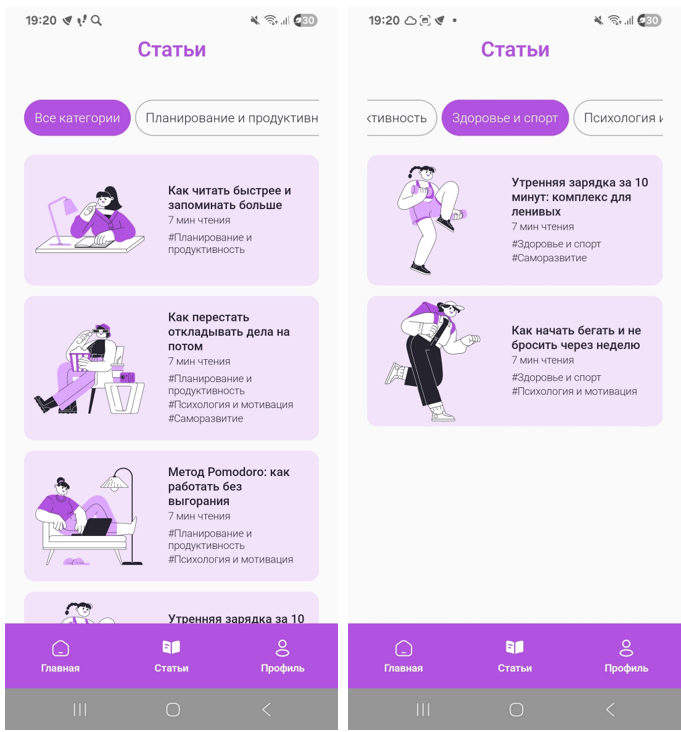 19:20
30
Статьи
Все категории
Планирование и продуктивн
Как читать быстрее и
запоминать больше
7 мин чтения
#Планирование и
продуктивность
Как перестать
откладывать дела на
потом
7 мин чтения
#Планирование и
продуктивность
#Психология и мотивация
#Саморазвитие
Метод Pomodoro: как
работать без
выгорания
7 мин чтения
#Планирование и
продуктивность
#Психология и мотивация
Утренняя зарядка за 10
Главная
Статьи
Профиль
19:20
30
Статьи
ктивность
Здоровье и спорт
Психология и
Утренняя зарядка за 10
минут: комплекс для
ленивых
7 мин чтения
#Здоровье и спорт
#Саморазвитие
Как начать бегать и не
бросить через неделю
7 мин чтения
#Здоровье и спорт
#Психология и мотивация
Главная
Статьи
Профиль